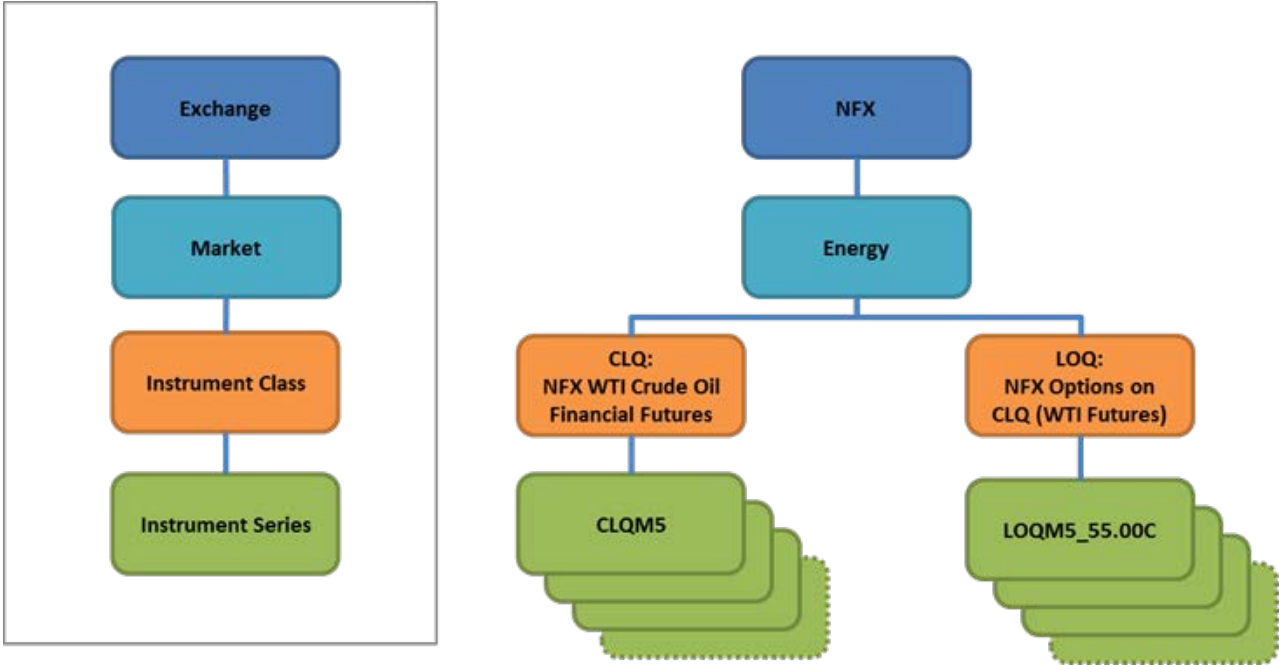 Exchange
Market
Instrument Class
Instrument Series
NFX
Energy
CLQ:
NFX WTI Crude Oil
Financial Futures
LOQ:
NFX Options on
CLQ (WTI Futures)
CLQM5
LOQM5_55.00C